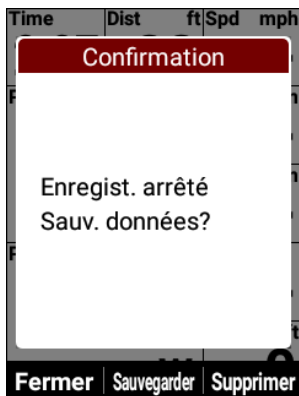 Time Dist ft Spd mph
Confirmation
Enregist. arrêté
Sauv. données?
Fermer Sauvegarder Supprimer